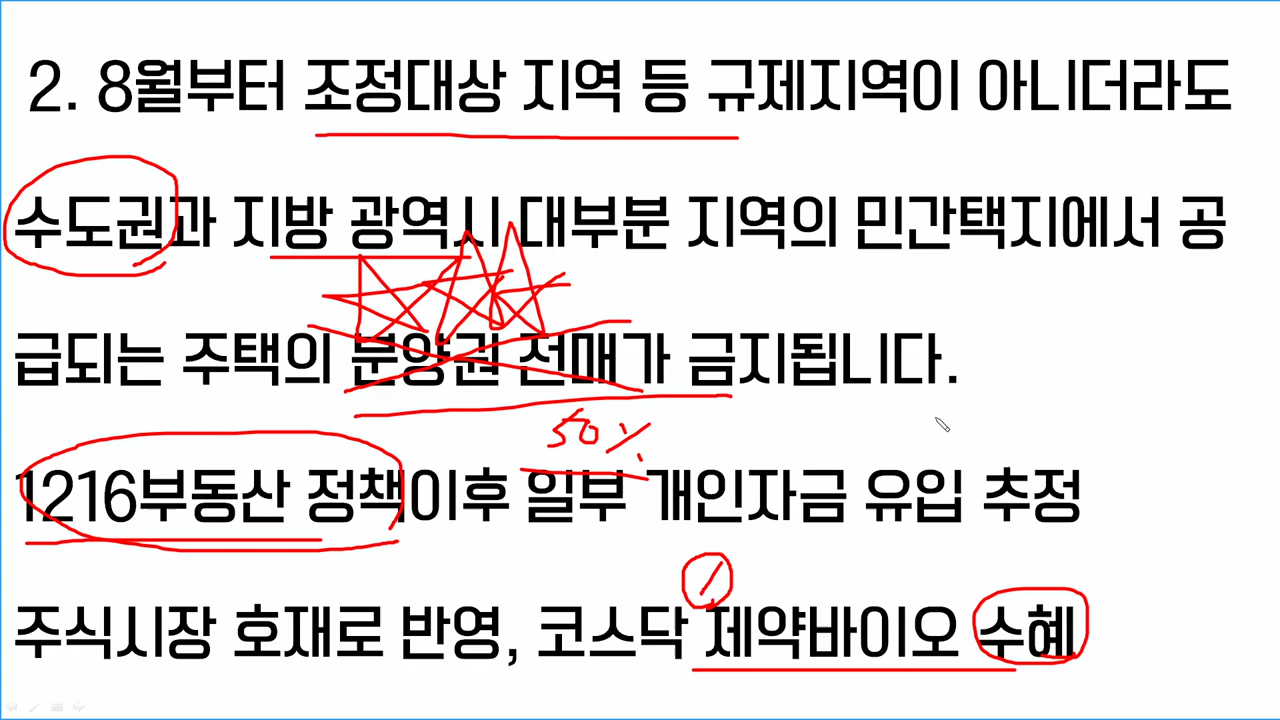 2. 8월부터 조정대상 지역 등 규제지역이 아니더라도
수도권과 지방 광역시 대부분 지역의 민간택지에서 공
급되는 주택의 분양권 전매가 금지됩니다.
50%
1216부동산 정책이후 일부 개인자금 유입 추정
주식시장 호재로 반영, 코스닥 제약바이오 수혜